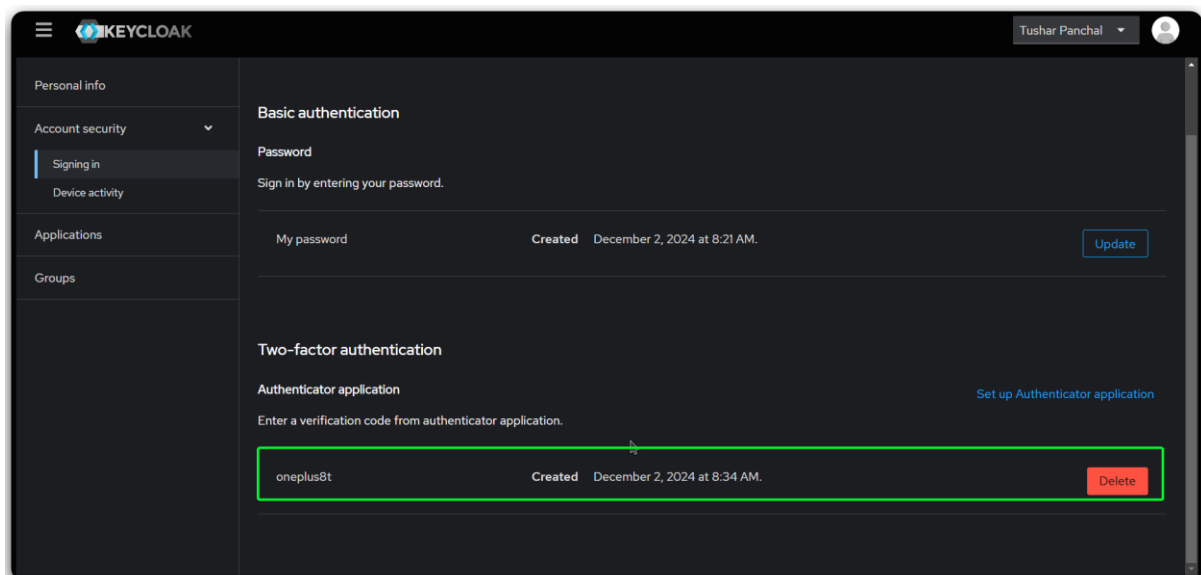 KEYCLOAK
Tushar Panchal
Personal info
Account security
Signing in
Device activity
Applications
Groups
Basic authentication
Password
Sign in by entering your password.
My password Created December 2, 2024 at 8:21 AM. Update
Two-factor authentication
Authenticator application
Set up Authenticator application
Enter a verification code from authenticator application.
oneplus8t Created December 2, 2024 at 8:34 AM. Delete